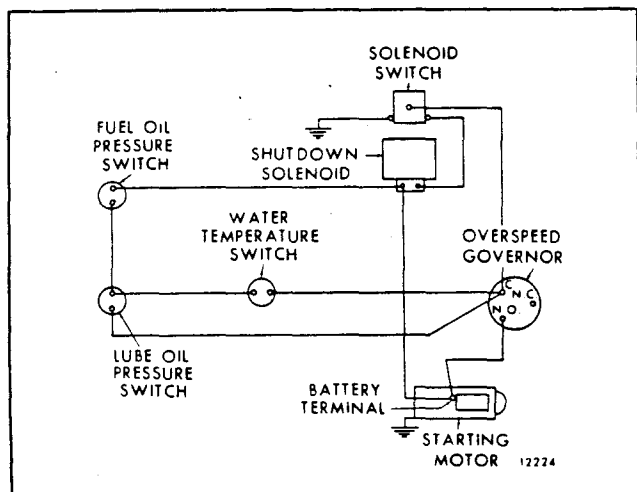 SOLENOID
SWITCH
FUEL OIL
PRESSURE
SWITCH
SHUTDOWN
SOLENOID
WATER
TEMPERATURE
SWITCH
OVERSPEED
GOVERNOR
C
N C
N O.
LUBE OIL
PRESSURE
SWITCH
BATTERY
TERMINAL
STARTING
MOTOR
12224